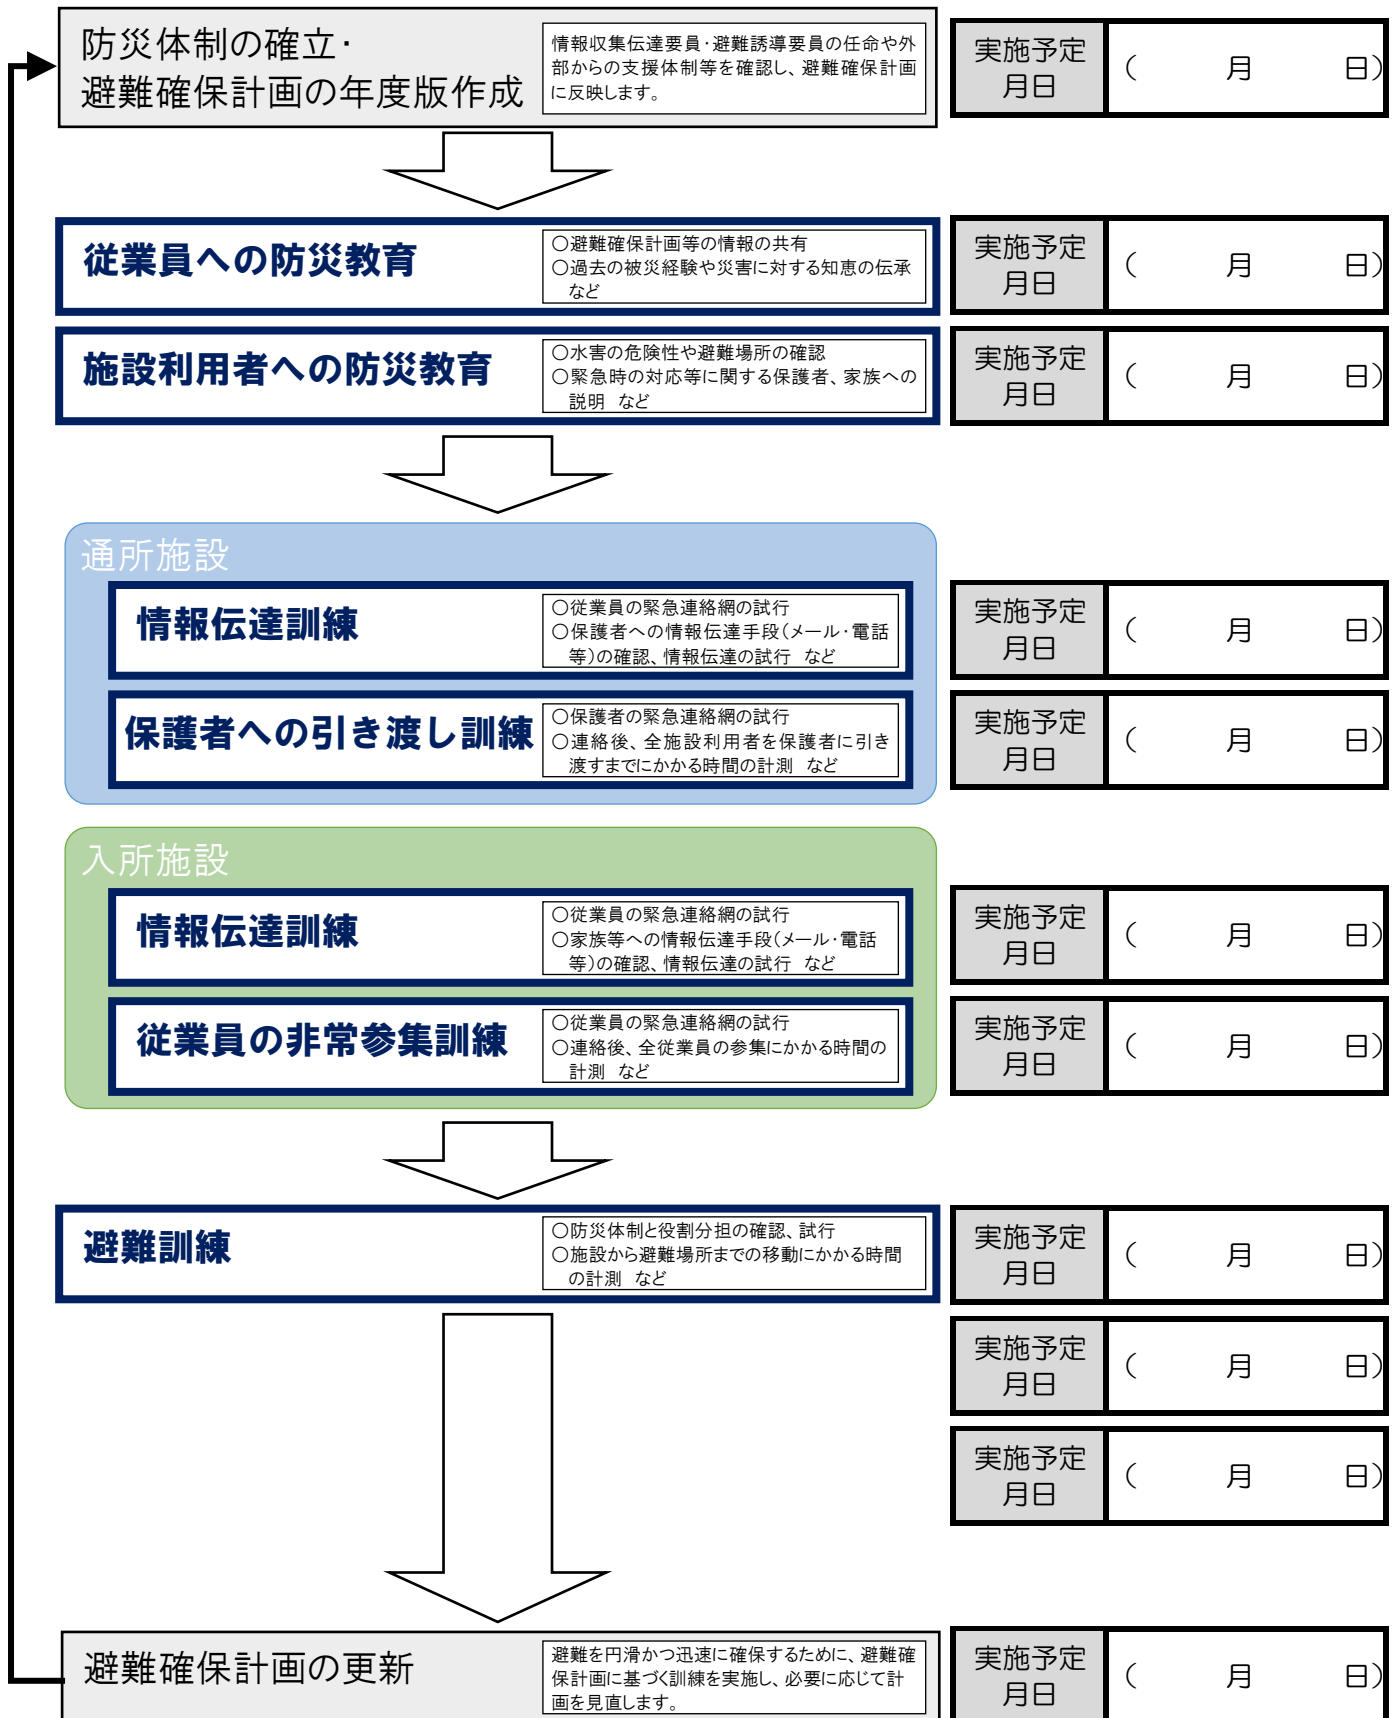 防災体制の確立・
避難確保計画の年度版作成
情報収集伝達要員・避難誘導要員の任命や外
部からの支援体制等を確認し、避難確保計画
に反映します。
実施予定
月日
(　月　日)
従業員への防災教育
○避難確保計画等の情報の共有
○過去の被災経験や災害に対する知恵の伝承
など
実施予定
月日
(　月　日)
施設利用者への防災教育
○水害の危険性や避難場所の確認
○緊急時の対応等に関する保護者、家族への
説明　など
実施予定
月日
(　月　日)
通所施設
情報伝達訓練
○従業員の緊急連絡網の試行
○保護者への情報伝達手段(メール・電話
等)の確認、情報伝達の試行　など
実施予定
月日
(　月　日)
保護者への引き渡し訓練
○保護者の緊急連絡網の試行
○連絡後、全施設利用者を保護者に引き
渡すまでにかかる時間の計測　など
実施予定
月日
(　月　日)
入所施設
情報伝達訓練
○従業員の緊急連絡網の試行
○家族等への情報伝達手段(メール・電話
等)の確認、情報伝達の試行　など
実施予定
月日
(　月　日)
従業員の非常参集訓練
○従業員の緊急連絡網の試行
○連絡後、全従業員の参集にかかる時間の
計測　など
実施予定
月日
(　月　日)
避難訓練
○防災体制と役割分担の確認、試行
○施設から避難場所までの移動にかかる時間
の計測　など
実施予定
月日
(　月　日)
実施予定
月日
(　月　日)
実施予定
月日
(　月　日)
避難確保計画の更新
避難を円滑かつ迅速に確保するために、避難確
保計画に基づく訓練を実施し、必要に応じて計
画を見直します。
実施予定
月日
(　月　日)